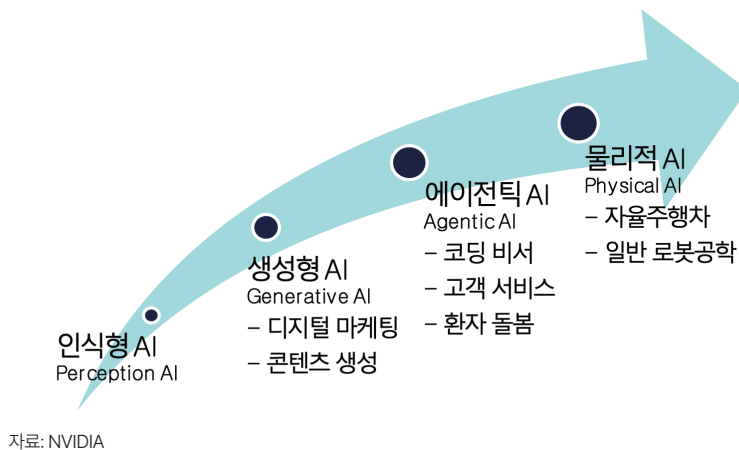 인식형 AI
Perception AI
생성형 AI
Generative AI
– 디지털 마케팅
– 콘텐츠 생성
에이전틱 AI
Agentic AI
– 코딩 비서
– 고객 서비스
– 환자 돌봄
물리적 AI
Physical AI
– 자율주행차
– 일반 로봇공학
자료: NVIDIA